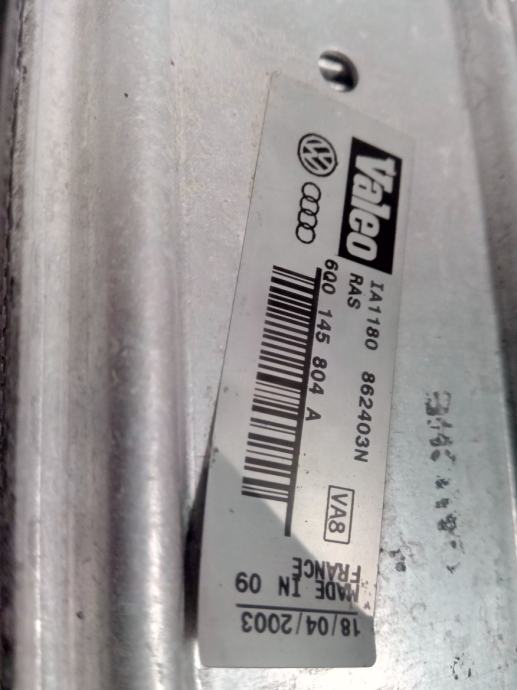 Valeo
IA1180 862403N
RAS
6Q0 145 804 A
VA8
MADE IN 09
FRANCE
18/04/2003